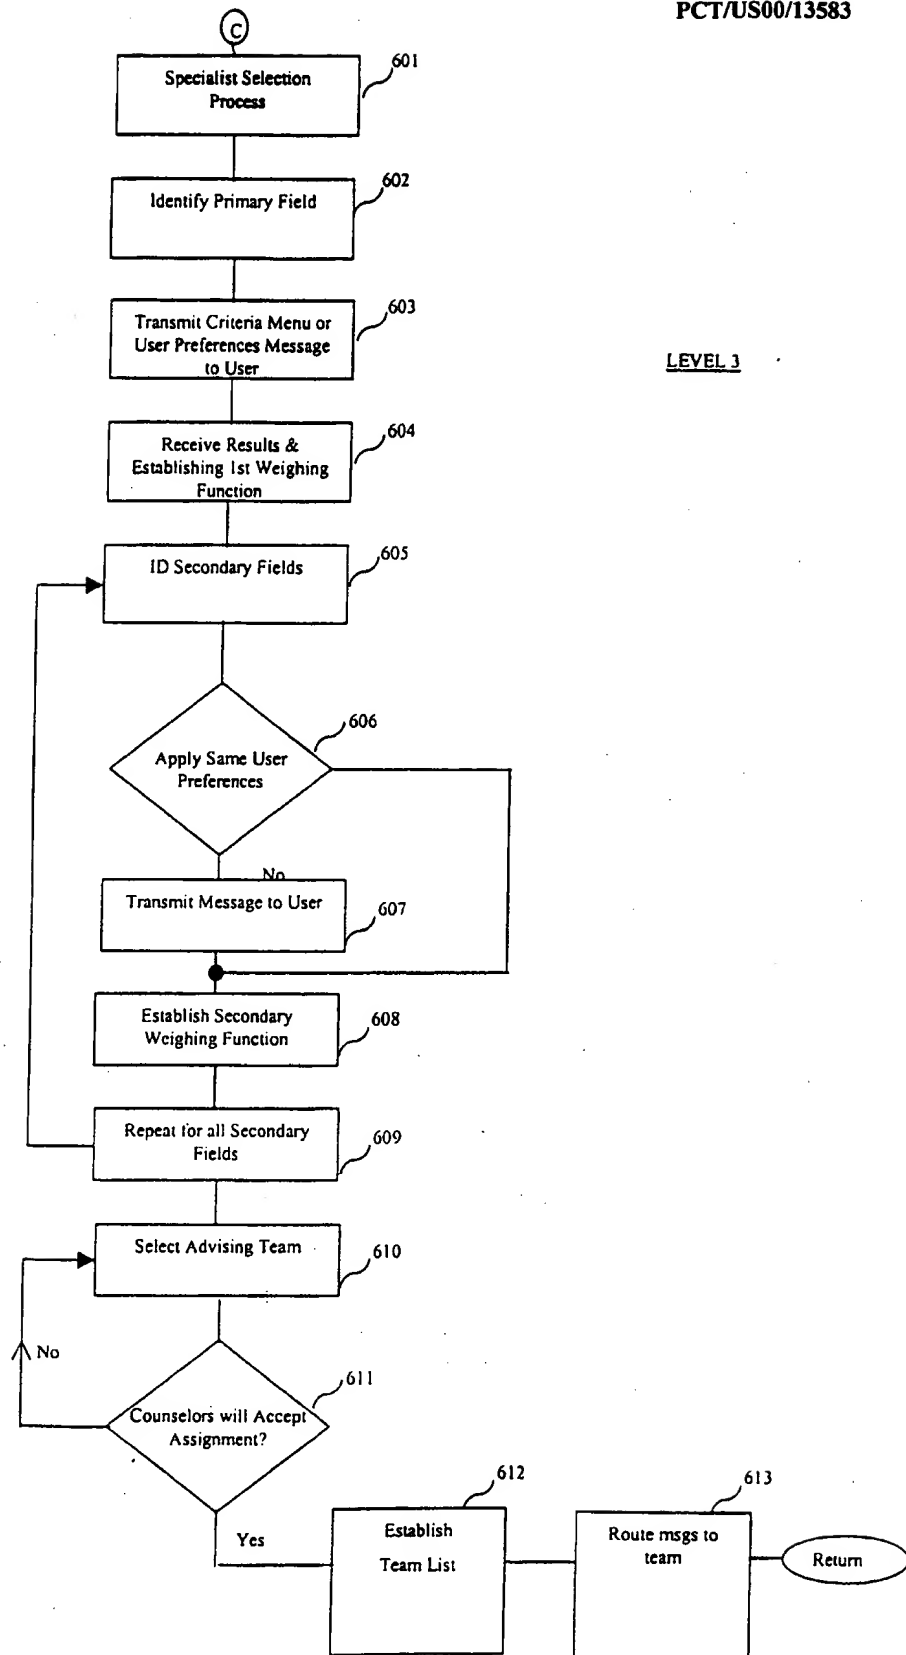 PCT/US00/13583
C
601
Specialist Selection
Process
602
Identify Primary Field
603
Transmit Criteria Menu or
User Preferences Message
to User
LEVEL 3
604
Receive Results &
Establishing 1st Weighing
Function
605
ID Secondary Fields
606
Apply Same User
Preferences
No
Transmit Message to User
607
Establish Secondary
Weighing Function
608
Repeat for all Secondary
Fields
609
Select Advising Team
610
No
611
Counselors will Accept
Assignment?
Yes
612
Establish
Team List
613
Route msgs to
team
Return